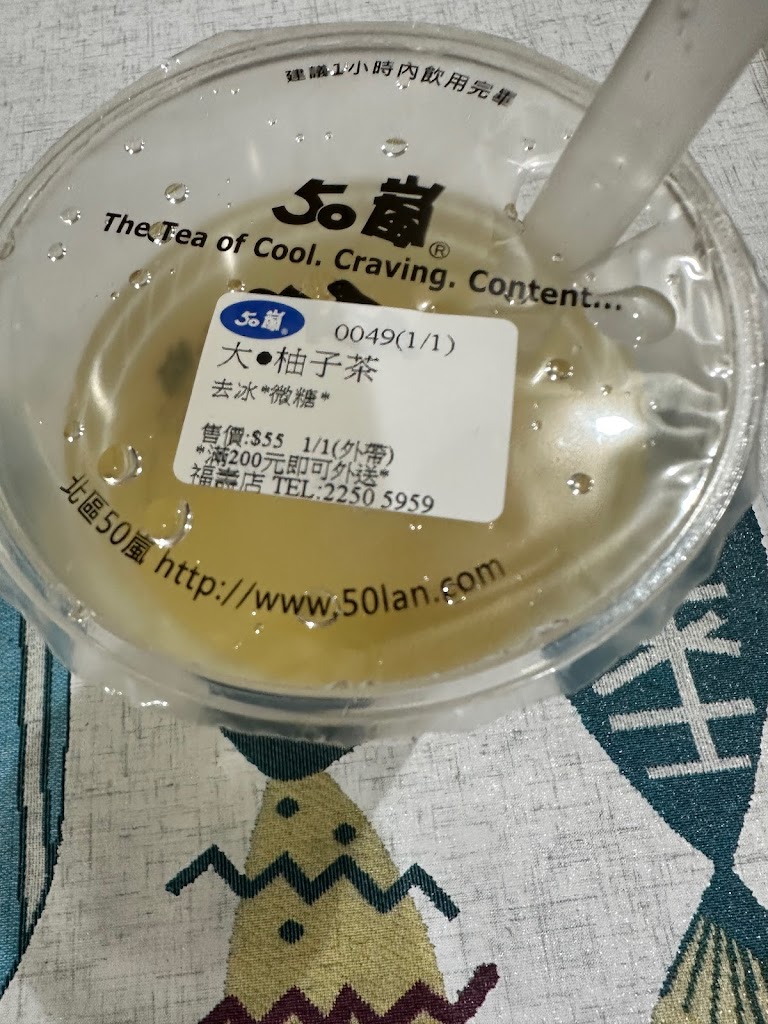 建議1小時內飲用完畢
50嵐®
The Tea of Cool. Craving. Content...
50嵐®
0049(1/1)
大●柚子茶
去冰*微糖*
售價:$55 1/1(外帶)
*滿200元即可外送*
福壽店 TEL:2250 5959
北區50嵐 http://www.50lan.com